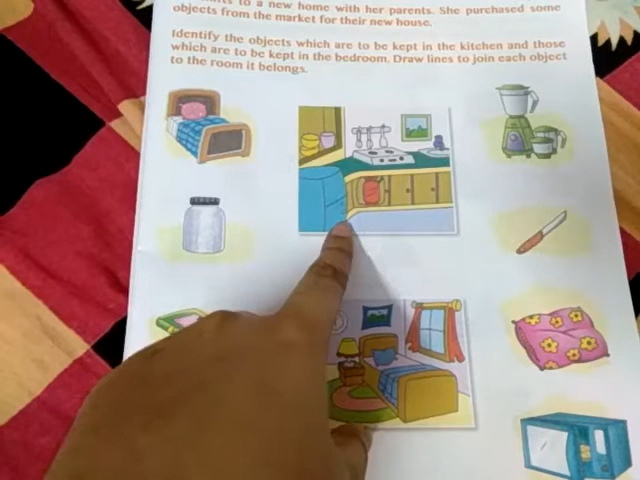 to a new home with her parents. She purchased some
objects from the market for their new house.
Identify the objects which are to be kept in the kitchen and those
which are to be kept in the bedroom. Draw lines to join each object
to the room it belongs.